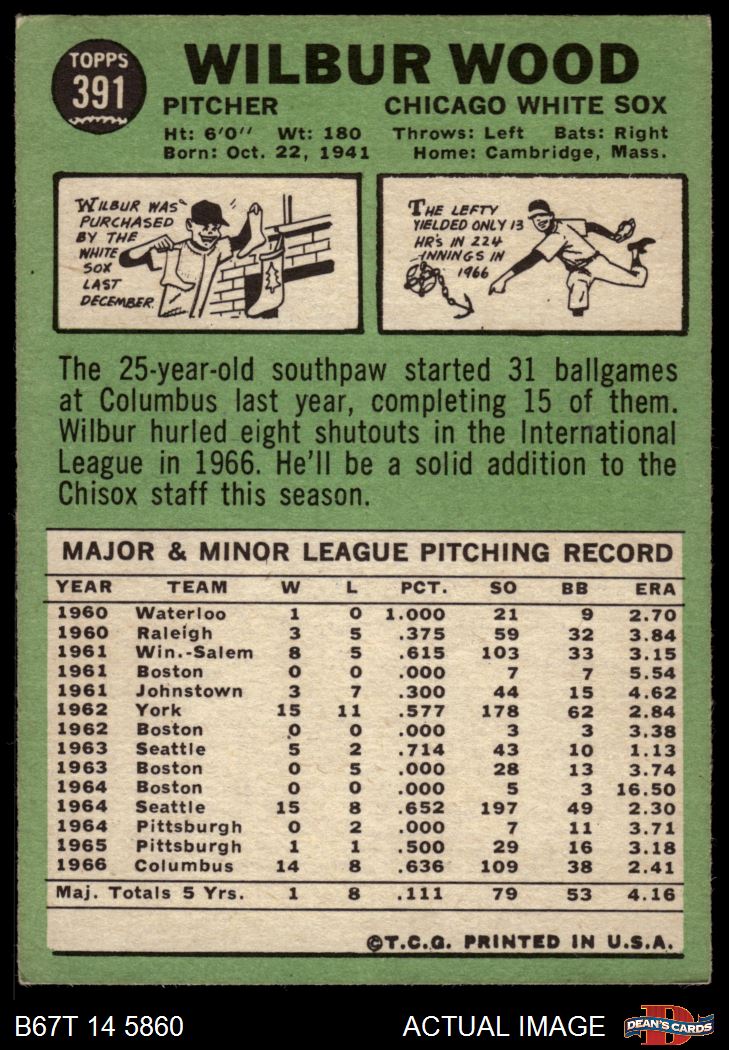 TOPPS
391
WILBUR WOOD
PITCHER CHICAGO WHITE SOX
Ht: 6'0" Wt: 180 Throws: Left Bats: Right
Born: Oct. 22, 1941 Home: Cambridge, Mass.
WILBUR WAS
PURCHASED
BY THE
WHITE
SOX
LAST
DECEMBER.
THE LEFTY
YIELDED ONLY 13
HR'S IN 224
INNINGS IN
1966
The 25-year-old southpaw started 31 ballgames
at Columbus last year, completing 15 of them.
Wilbur hurled eight shutouts in the International
League in 1966. He'll be a solid addition to the
Chisox staff this season.
MAJOR & MINOR LEAGUE PITCHING RECORD
YEAR TEAM W L PCT. SO BB ERA
1960 Waterloo 1 0 1.000 21 9 2.70
1960 Raleigh 3 5 .375 59 32 3.84
1961 Win.-Salem 8 5 .615 103 33 3.15
1961 Boston 0 0 .000 7 7 5.54
1961 Johnstown 3 7 .300 44 15 4.62
1962 York 15 11 .577 178 62 2.84
1962 Boston 0 0 .000 3 3 3.38
1963 Seattle 5 2 .714 43 10 1.13
1963 Boston 0 5 .000 28 13 3.74
1964 Boston 0 0 .000 5 3 16.50
1964 Seattle 15 8 .652 197 49 2.30
1964 Pittsburgh 0 2 .000 7 11 3.71
1965 Pittsburgh 1 1 .500 29 16 3.18
1966 Columbus 14 8 .636 109 38 2.41
Maj. Totals 5 Yrs. 1 8 .111 79 53 4.16
©T.C.G. PRINTED IN U.S.A.
B67T 14 5860 ACTUAL IMAGE
DEAN'S CARDS